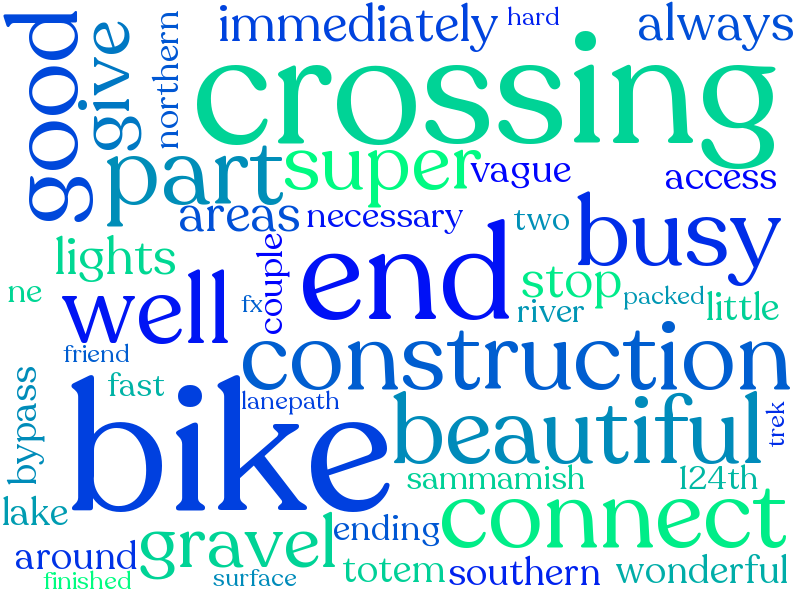 good
give
northern
immediately
hard
always
crossing
part
super
vague
access
areas
necessary
two
busy
lights
couple
end
stop
ne
well
fx
river
packed
little
friend
construction
bypass
fast
bike
lanepath
beautiful
trek
sammamish
124th
lake
gravel
ending
connect
around
finished
surface
totem
southern
wonderful